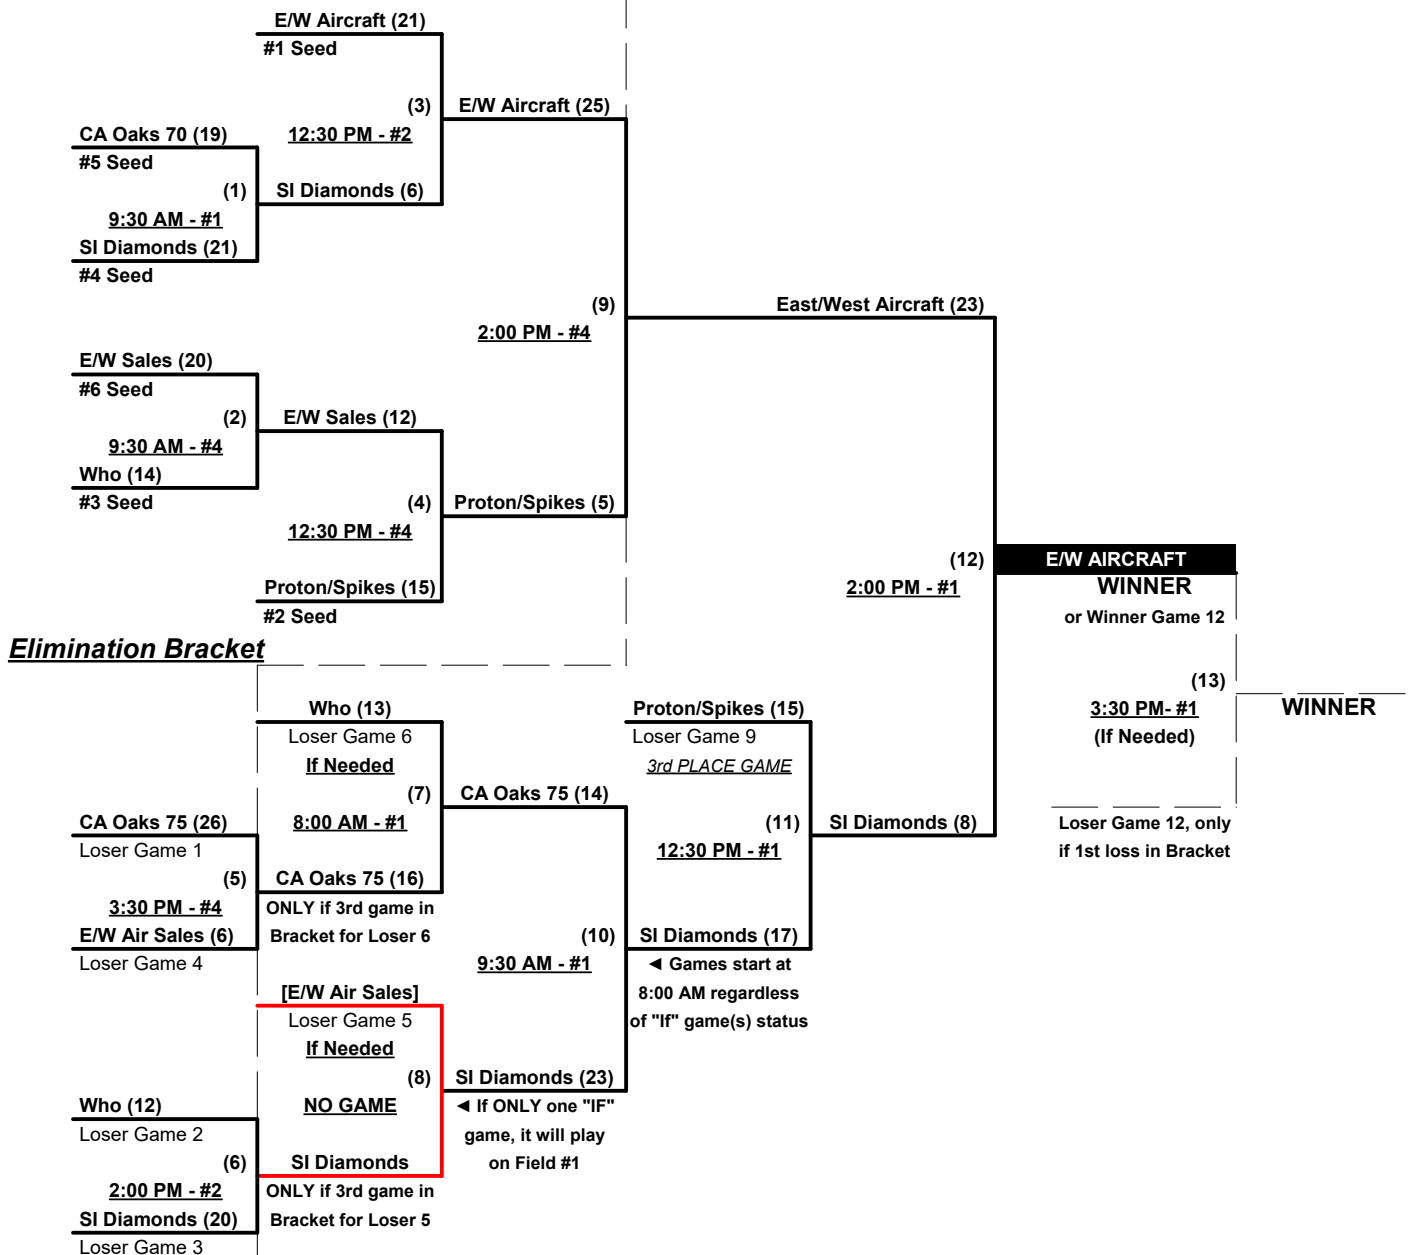 E/W Aircraft (21)
#1 Seed
(3)
12:30 PM - #2
E/W Aircraft (25)
CA Oaks 70 (19)
#5 Seed
(1)
9:30 AM - #1
SI Diamonds (6)
SI Diamonds (21)
#4 Seed
(9)
2:00 PM - #4
East/West Aircraft (23)
E/W Sales (20)
#6 Seed
(2)
9:30 AM - #4
E/W Sales (12)
Who (14)
#3 Seed
(4)
12:30 PM - #4
Proton/Spikes (5)
Proton/Spikes (15)
#2 Seed
(12)
2:00 PM - #1
E/W AIRCRAFT
WINNER
or Winner Game 12
Elimination Bracket
(13)
3:30 PM- #1
(If Needed)
WINNER
Who (13)
Loser Game 6
If Needed
(7)
8:00 AM - #1
CA Oaks 75 (14)
Proton/Spikes (15)
Loser Game 9
3rd PLACE GAME
(11)
12:30 PM - #1
SI Diamonds (8)
Loser Game 12, only
if 1st loss in Bracket
CA Oaks 75 (26)
Loser Game 1
(5)
3:30 PM - #4
CA Oaks 75 (16)
ONLY if 3rd game in
Bracket for Loser 6
E/W Air Sales (6)
Loser Game 4
(10)
9:30 AM - #1
SI Diamonds (17)
◄ Games start at
8:00 AM regardless
of "If" game(s) status
[E/W Air Sales]
Loser Game 5
If Needed
(8)
NO GAME
SI Diamonds (23)
◄ If ONLY one "IF"
game, it will play
on Field #1
Who (12)
Loser Game 2
(6)
2:00 PM - #2
SI Diamonds
ONLY if 3rd game in
Bracket for Loser 5
SI Diamonds (20)
Loser Game 3